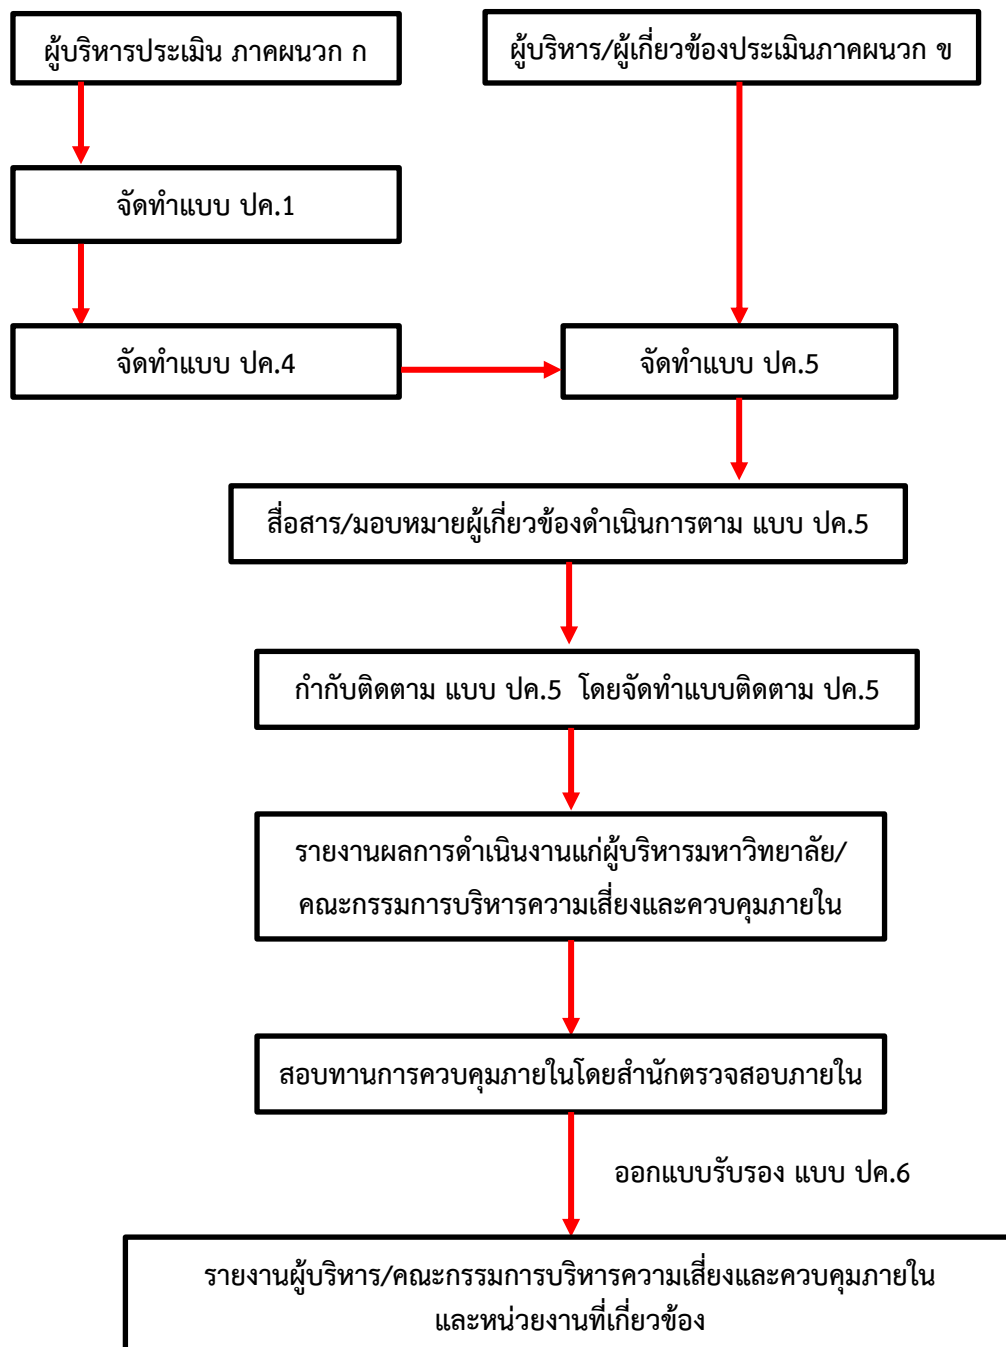 ผู้บริหารประเมิน ภาคผนวก ก
ผู้บริหาร/ผู้เกี่ยวข้องประเมินภาคผนวก ข
จัดทำแบบ ปค.1
จัดทำแบบ ปค.4
จัดทำแบบ ปค.5
สื่อสาร/มอบหมายผู้เกี่ยวข้องดำเนินการตาม แบบ ปค.5
กำกับติดตาม แบบ ปค.5 โดยจัดทำแบบติดตาม ปค.5
รายงานผลการดำเนินงานแก่ผู้บริหารมหาวิทยาลัย/
คณะกรรมการบริหารความเสี่ยงและควบคุมภายใน
สอบทานการควบคุมภายในโดยสำนักตรวจสอบภายใน
ออกแบบรับรอง แบบ ปค.6
รายงานผู้บริหาร/คณะกรรมการบริหารความเสี่ยงและควบคุมภายใน
และหน่วยงานที่เกี่ยวข้อง